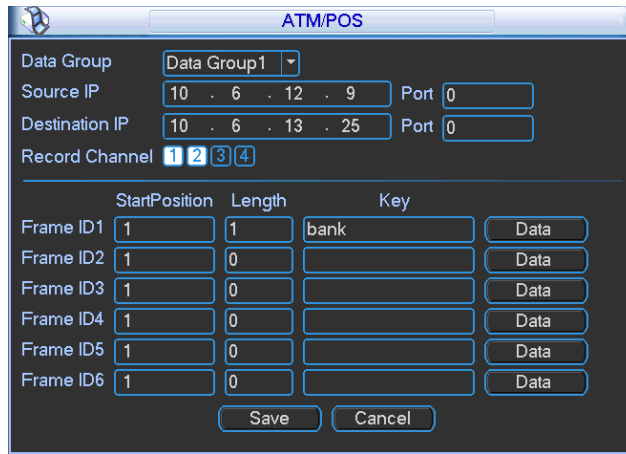 ATM/POS
Data Group Data Group1
Source IP 10 . 6 . 12 . 9 Port 0
Destination IP 10 . 6 . 13 . 25 Port 0
Record Channel 1 2 3 4
StartPosition Length Key
Frame ID1 1 1 bank Data
Frame ID2 1 0 Data
Frame ID3 1 0 Data
Frame ID4 1 0 Data
Frame ID5 1 0 Data
Frame ID6 1 0 Data
Save Cancel